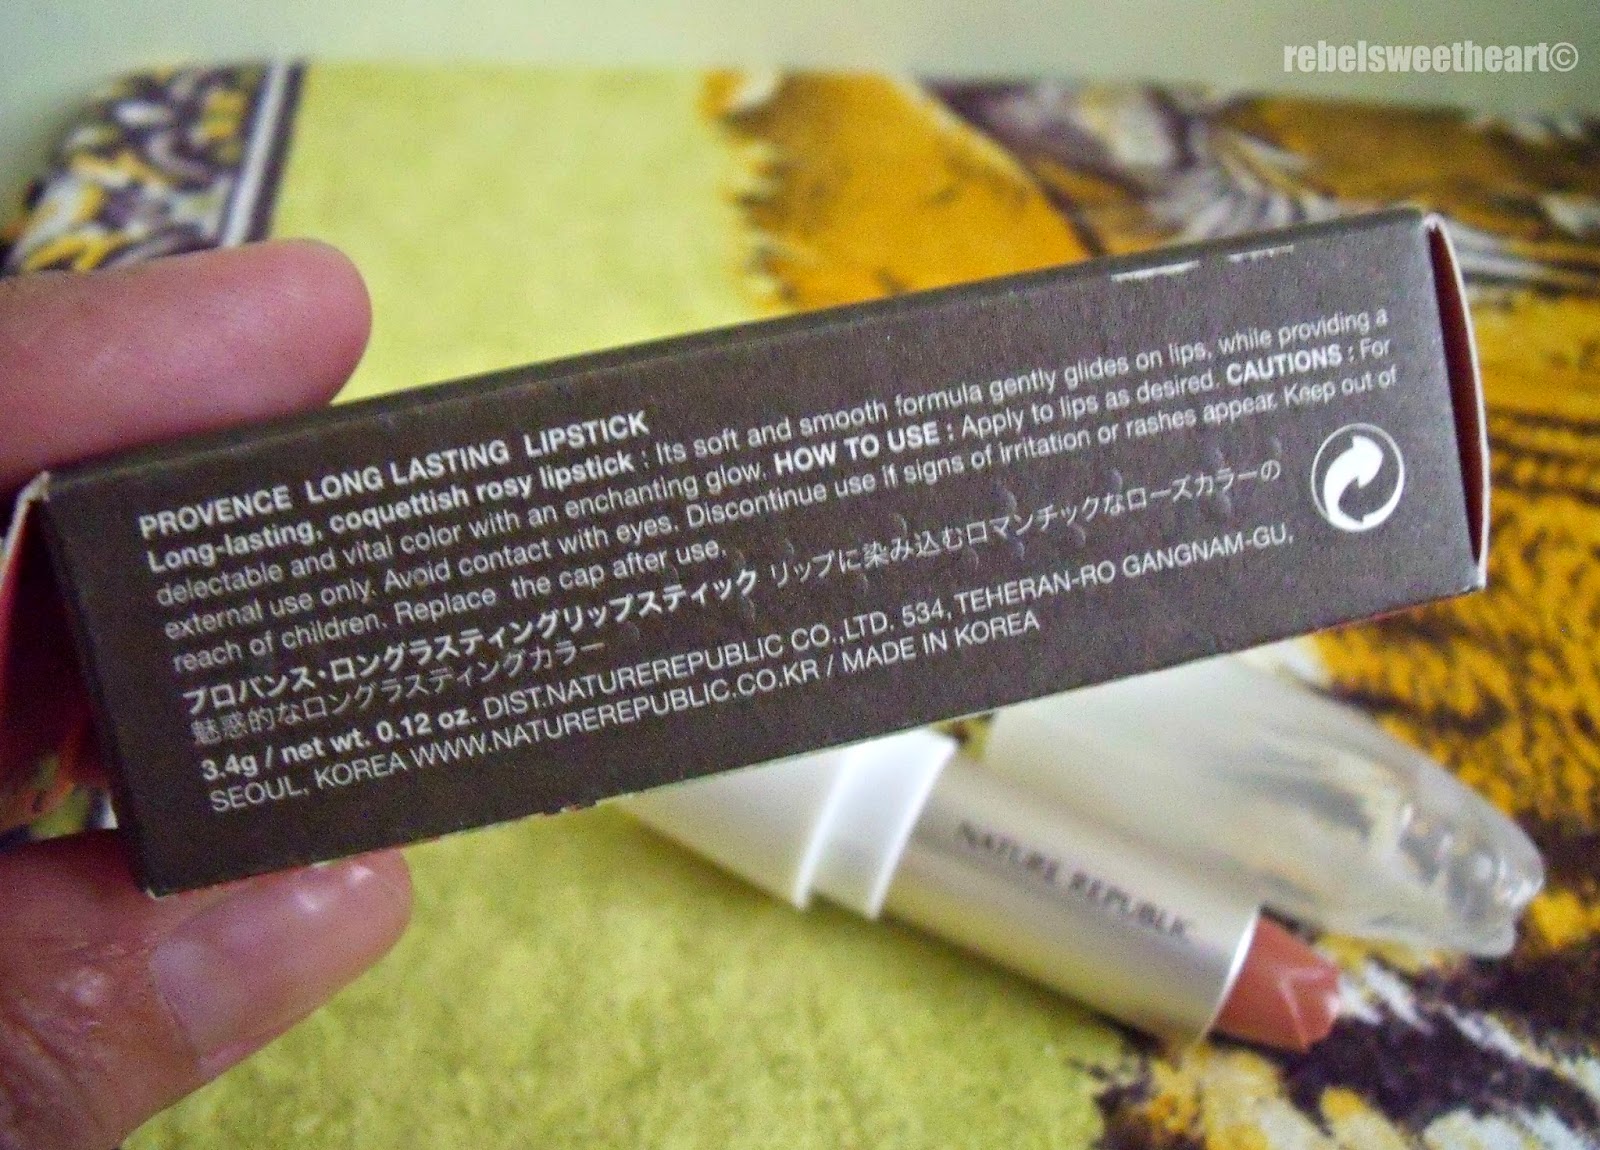 rebelsweetheart©
PROVENCE LONG LASTING LIPSTICK
Long-lasting, coquettish rosy lipstick : Its soft and smooth formula gently glides on lips, while providing a
delectable and vital color with an enchanting glow. HOW TO USE : Apply to lips as desired. CAUTIONS : For
external use only. Avoid contact with eyes. Discontinue use if signs of irritation or rashes appear. Keep out of
reach of children. Replace the cap after use.
プロバンス・ロングラスティングリップスティック リップに染み込むロマンチックなローズカラーの
魅惑的なロングラスティングカラー
3.4g / net wt. 0.12 oz. DIST.NATUREREPUBLIC CO.,LTD. 534, TEHERAN-RO GANGNAM-GU,
SEOUL, KOREA WWW.NATUREREPUBLIC.CO.KR / MADE IN KOREA
NATURE REPUBLIC